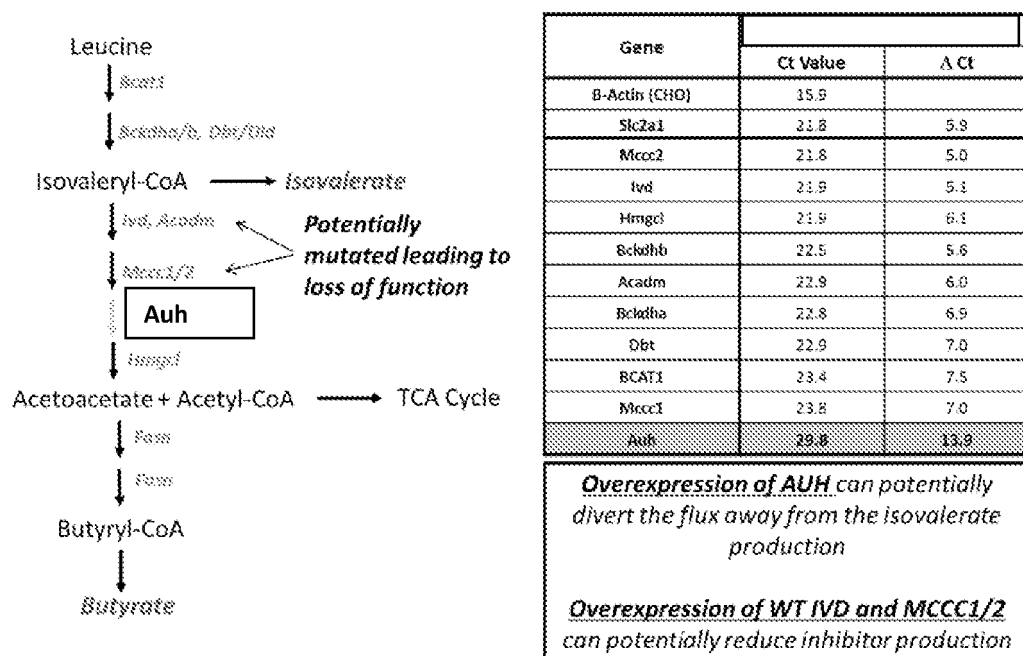 Leucine
Bcat1
Bckdha/b, Dbt/Dld
Isovaleryl-CoA
Isovalerate
Ivd, Acadm
Potentially
mutated leading to
loss of function
Mccc1/2
Auh
Hmgcl
Acetoacetate + Acetyl-CoA
TCA Cycle
Fasn
Fasn
Butyryl-CoA
Butyrate
Gene
Ct Value Δ Ct
B-Actin (CHO) 15.9
Slc2a1 21.8 5.9
Mccc2 21.8 5.0
Ivd 21.9 5.1
Hmgcl 21.9 6.1
Bckdhb 22.5 5.6
Acadm 22.9 6.0
Bckdha 22.8 6.9
Dbt 22.9 7.0
BCAT1 23.4 7.5
Mccc1 23.8 7.0
Auh 29.8 13.9
Overexpression of AUH can potentially
divert the flux away from the isovalerate
production
Overexpression of WT IVD and MCCC1/2
can potentially reduce inhibitor production